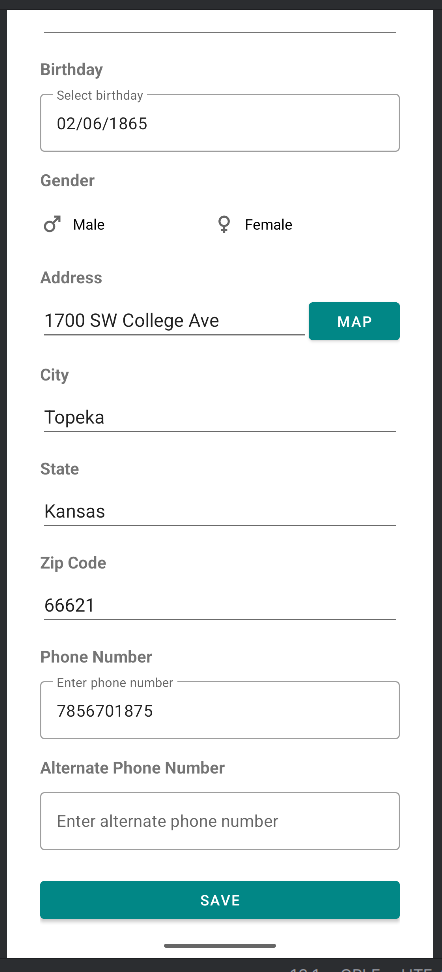 Birthday
Select birthday
02/06/1865
Gender
Male
Female
Address
1700 SW College Ave
MAP
City
Topeka
State
Kansas
Zip Code
66621
Phone Number
Enter phone number
7856701875
Alternate Phone Number
Enter alternate phone number
SAVE